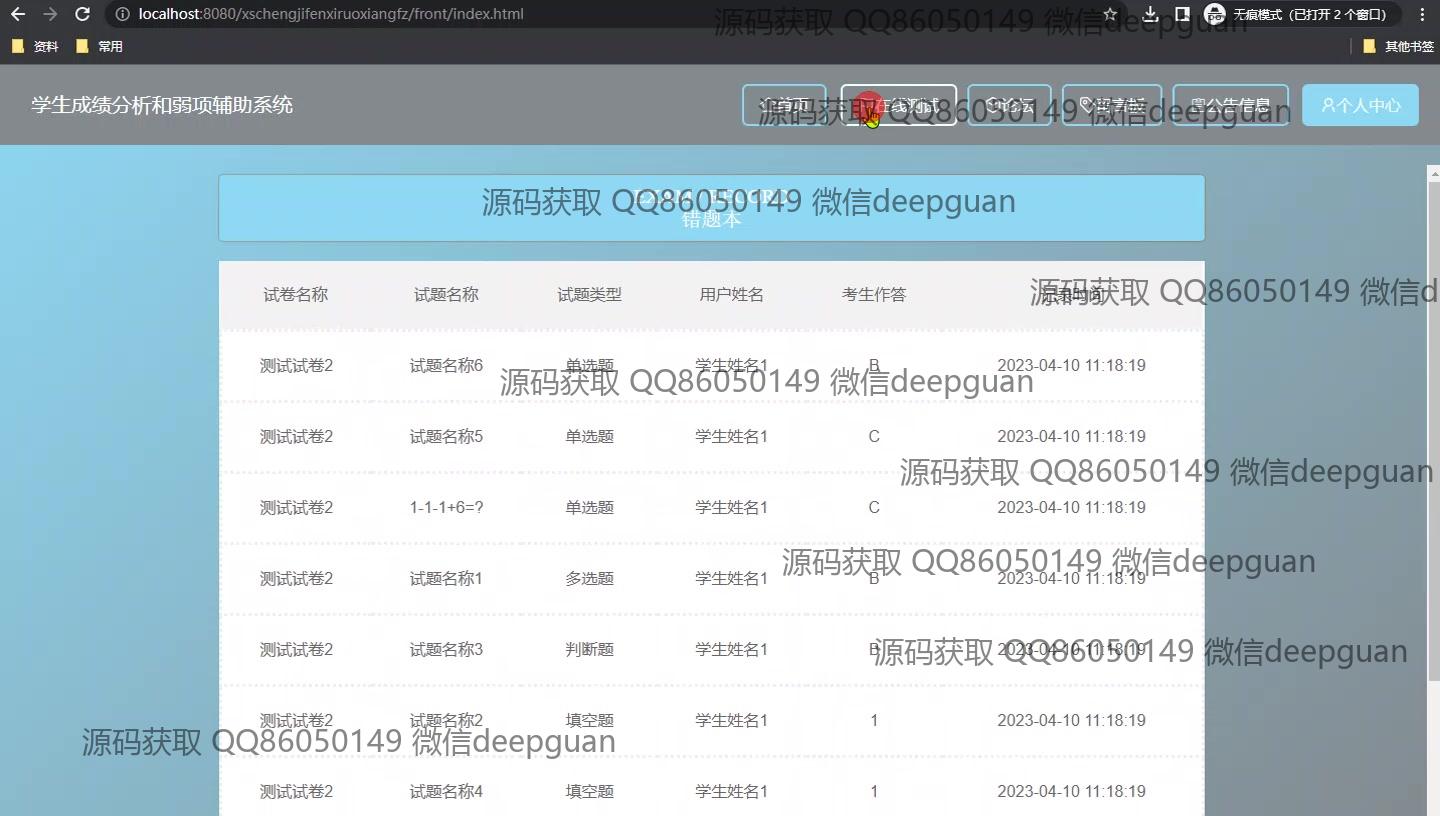 localhost:8080/xschengjifenxiruoxiangfz/front/index.html
无痕模式（已打开 2 个窗口）
资料 常用 其他书签
源码获取 QQ86050149 微信deepguan
学生成绩分析和弱项辅助系统
首页 在线测试 论坛 公告信息 个人中心
源码获取 QQ86050149 微信deepguan
EXAM / RECORD
源码获取 QQ86050149 微信deepguan
错题本
试卷名称 试题名称 试题类型 用户姓名 考生作答
源码获取 QQ86050149 微信d
测试试卷2 试题名称6 单选题 学生姓名1 B 2023-04-10 11:18:19
源码获取 QQ86050149 微信deepguan
测试试卷2 试题名称5 单选题 学生姓名1 C 2023-04-10 11:18:19
源码获取 QQ86050149 微信deepguan
测试试卷2 1-1-1+6=? 单选题 学生姓名1 C 2023-04-10 11:18:19
源码获取 QQ86050149 微信deepguan
测试试卷2 试题名称1 多选题 学生姓名1 B 2023-04-10 11:18:19
测试试卷2 试题名称3 判断题 学生姓名1 B 2023-04-10 11:18:19
源码获取 QQ86050149 微信deepguan
测试试卷2 试题名称2 填空题 学生姓名1 1 2023-04-10 11:18:19
源码获取 QQ86050149 微信deepguan
测试试卷2 试题名称4 填空题 学生姓名1 1 2023-04-10 11:18:19